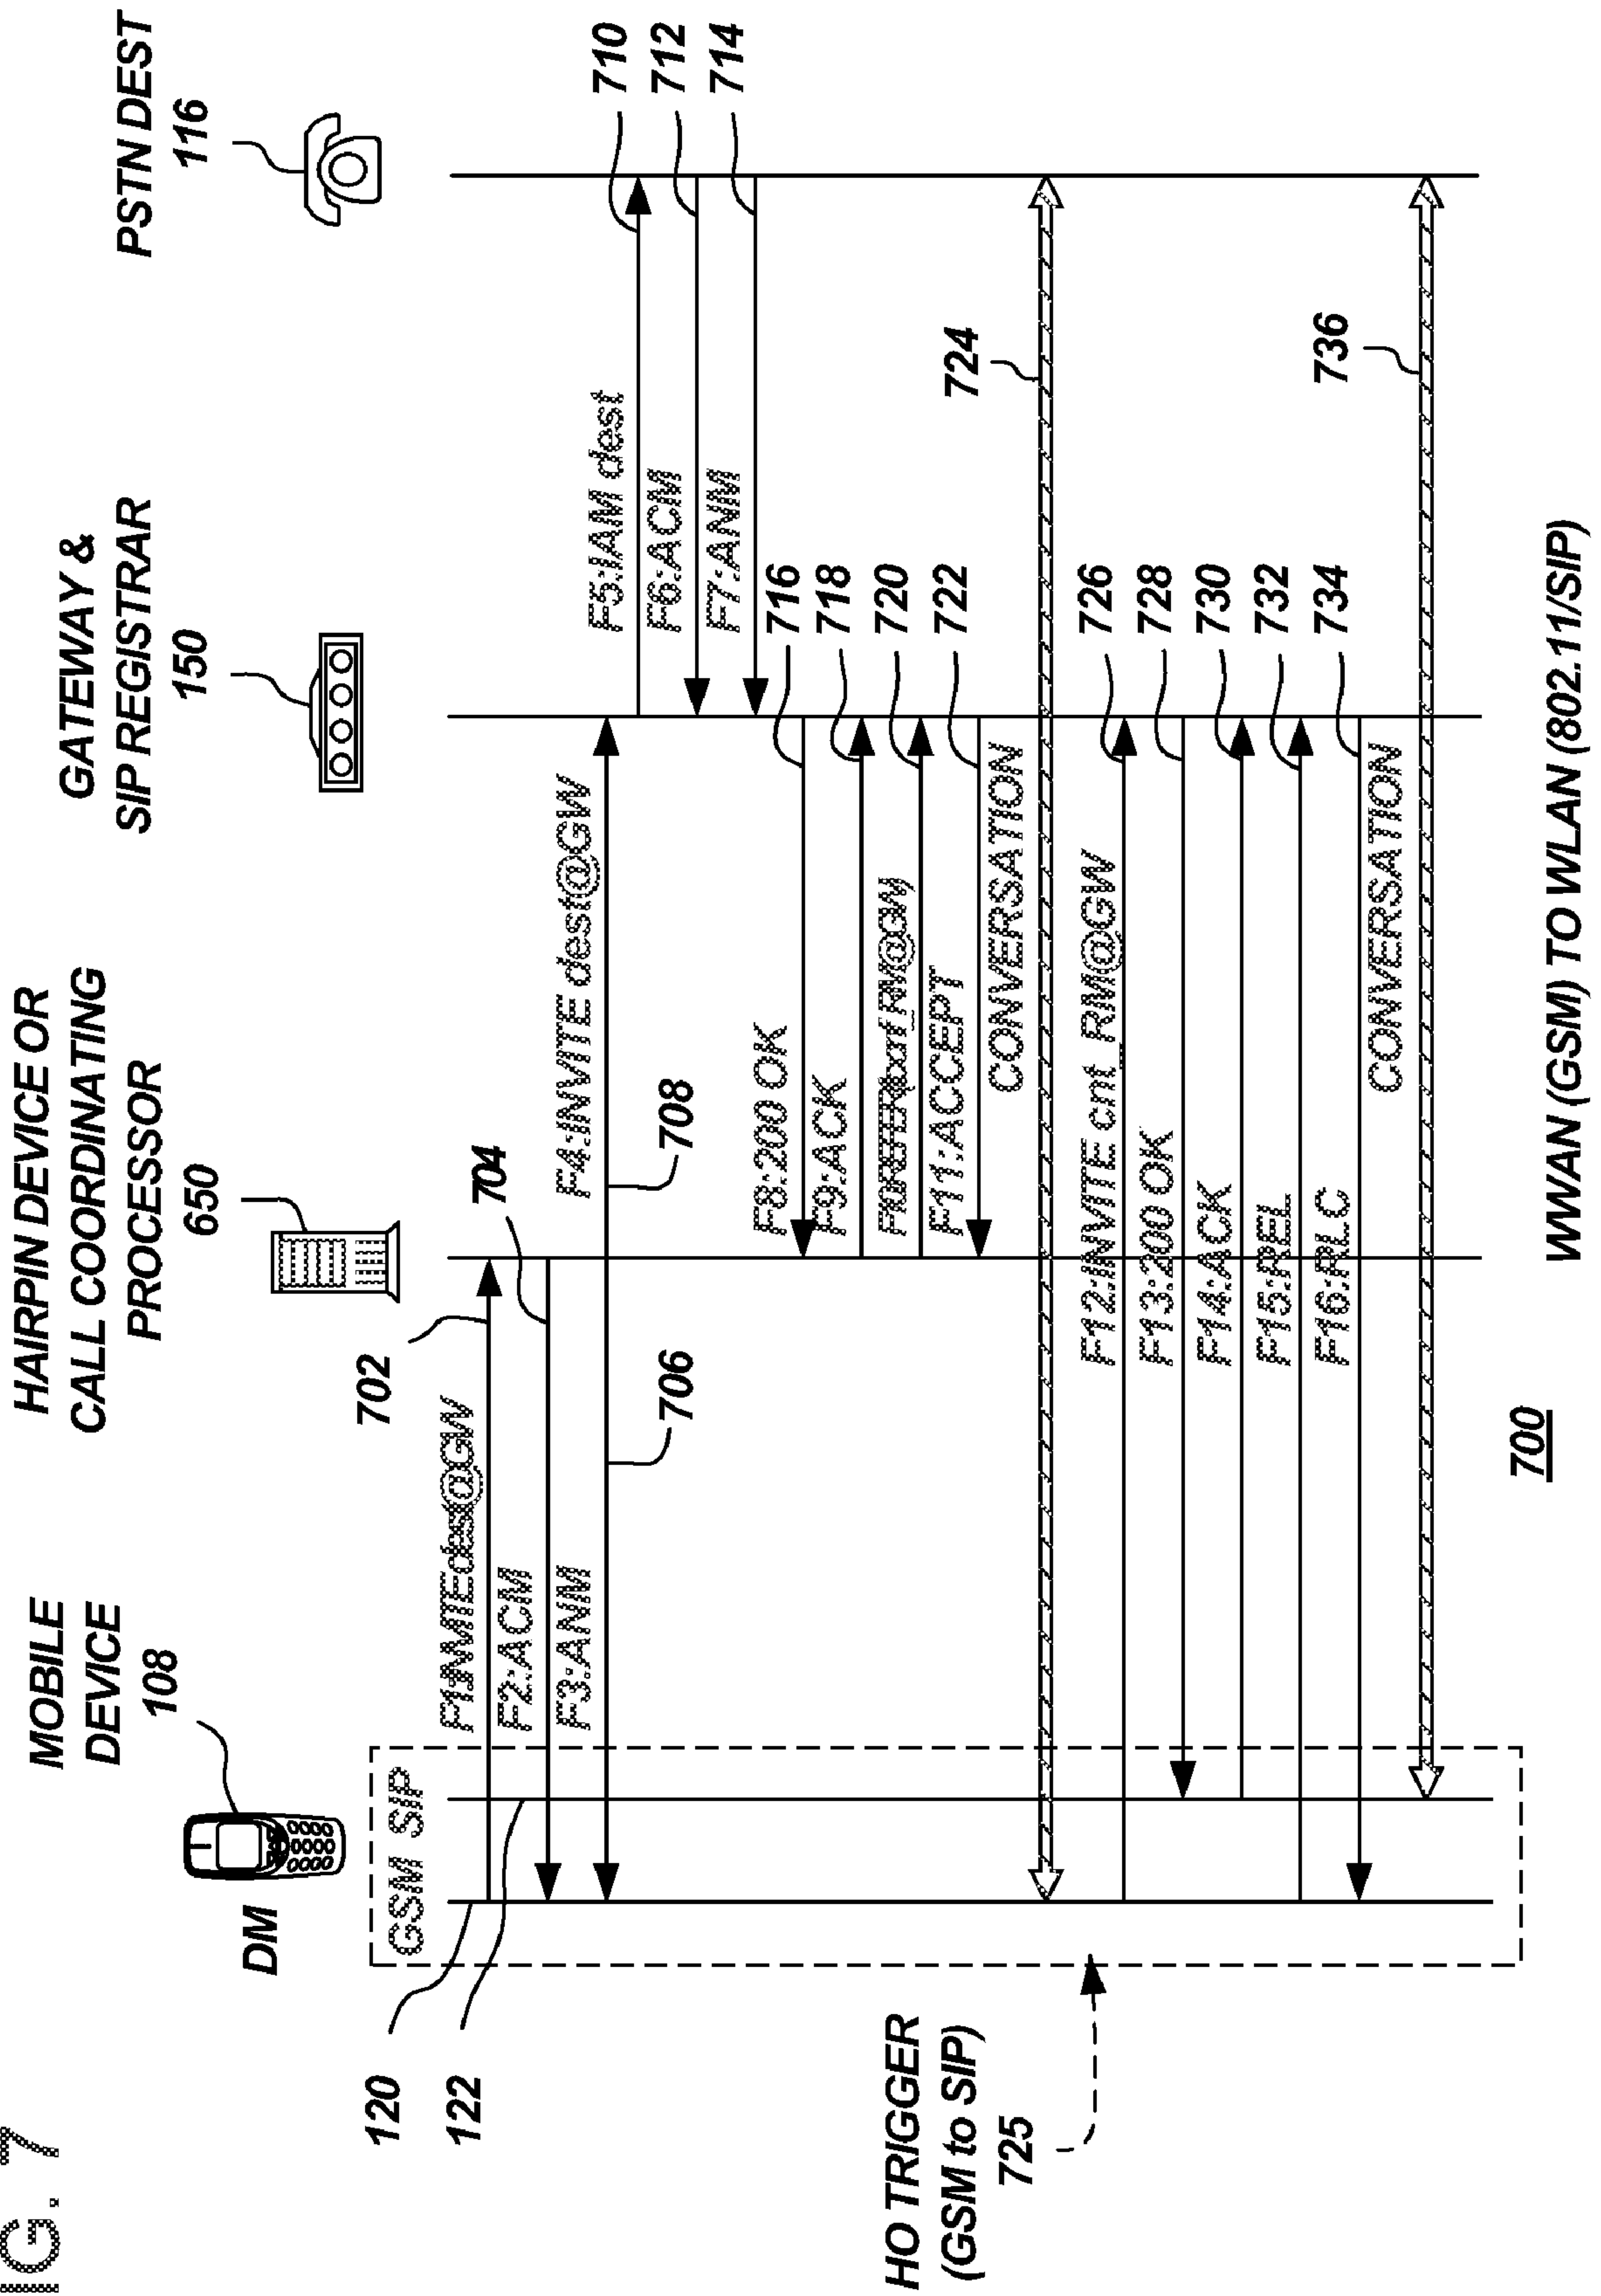 IG. 7
MOBILE
DEVICE
108
DM
HAIRPIN DEVICE OR
CALL COORDINATING
PROCESSOR
650
GATEWAY &
SIP REGISTRAR
150
PSTN DEST
116
120
122
GSM SIP
F1:INVITEdest@GW
702
F2:ACM
704
F3:ANM
706
F4:INVITE dest@GW
708
F5:IAM dest
710
F6:ACM
712
F7:ANM
714
F8:200 OK
716
F9:ACK
718
720
F11:ACCEPT
722
CONVERSATION
724
HO TRIGGER
(GSM to SIP)
725
F12:INVITE cnt_RM@GW
726
F13:200 OK
728
F14:ACK
730
F15:REL
732
F16:RLC
734
CONVERSATION
736
700
WWAN (GSM) TO WLAN (802.11/SIP)